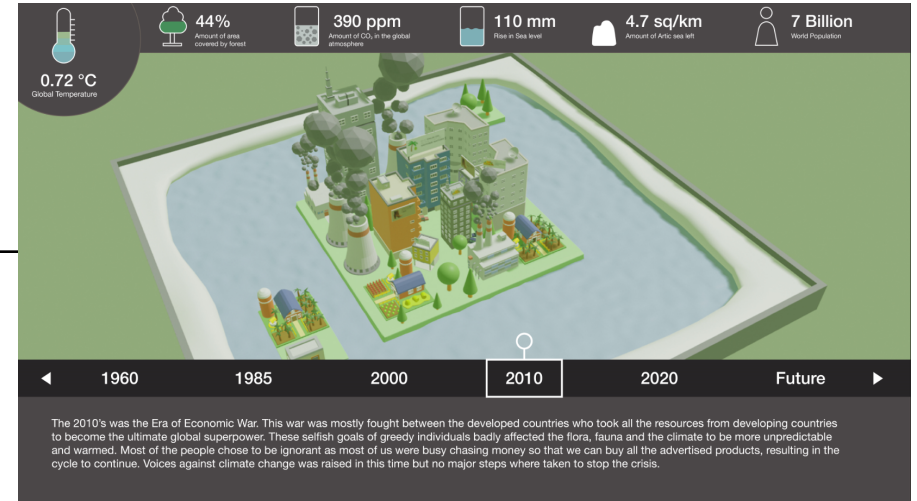 0.72 °C
Global Temperature
44%
Amount of area
covered by forest
390 ppm
Amount of CO₂ in the global
atmosphere
110 mm
Rise in Sea level
4.7 sq/km
Amount of Artic sea left
7 Billion
World Population
1960
1985
2000
2010
2020
Future
The 2010's was the Era of Economic War. This war was mostly fought between the developed countries who took all the resources from developing countries
to become the ultimate global superpower. These selfish goals of greedy individuals badly affected the flora, fauna and the climate to be more unpredictable
and warmed. Most of the people chose to be ignorant as most of us were busy chasing money so that we can buy all the advertised products, resulting in the
cycle to continue. Voices against climate change was raised in this time but no major steps where taken to stop the crisis.